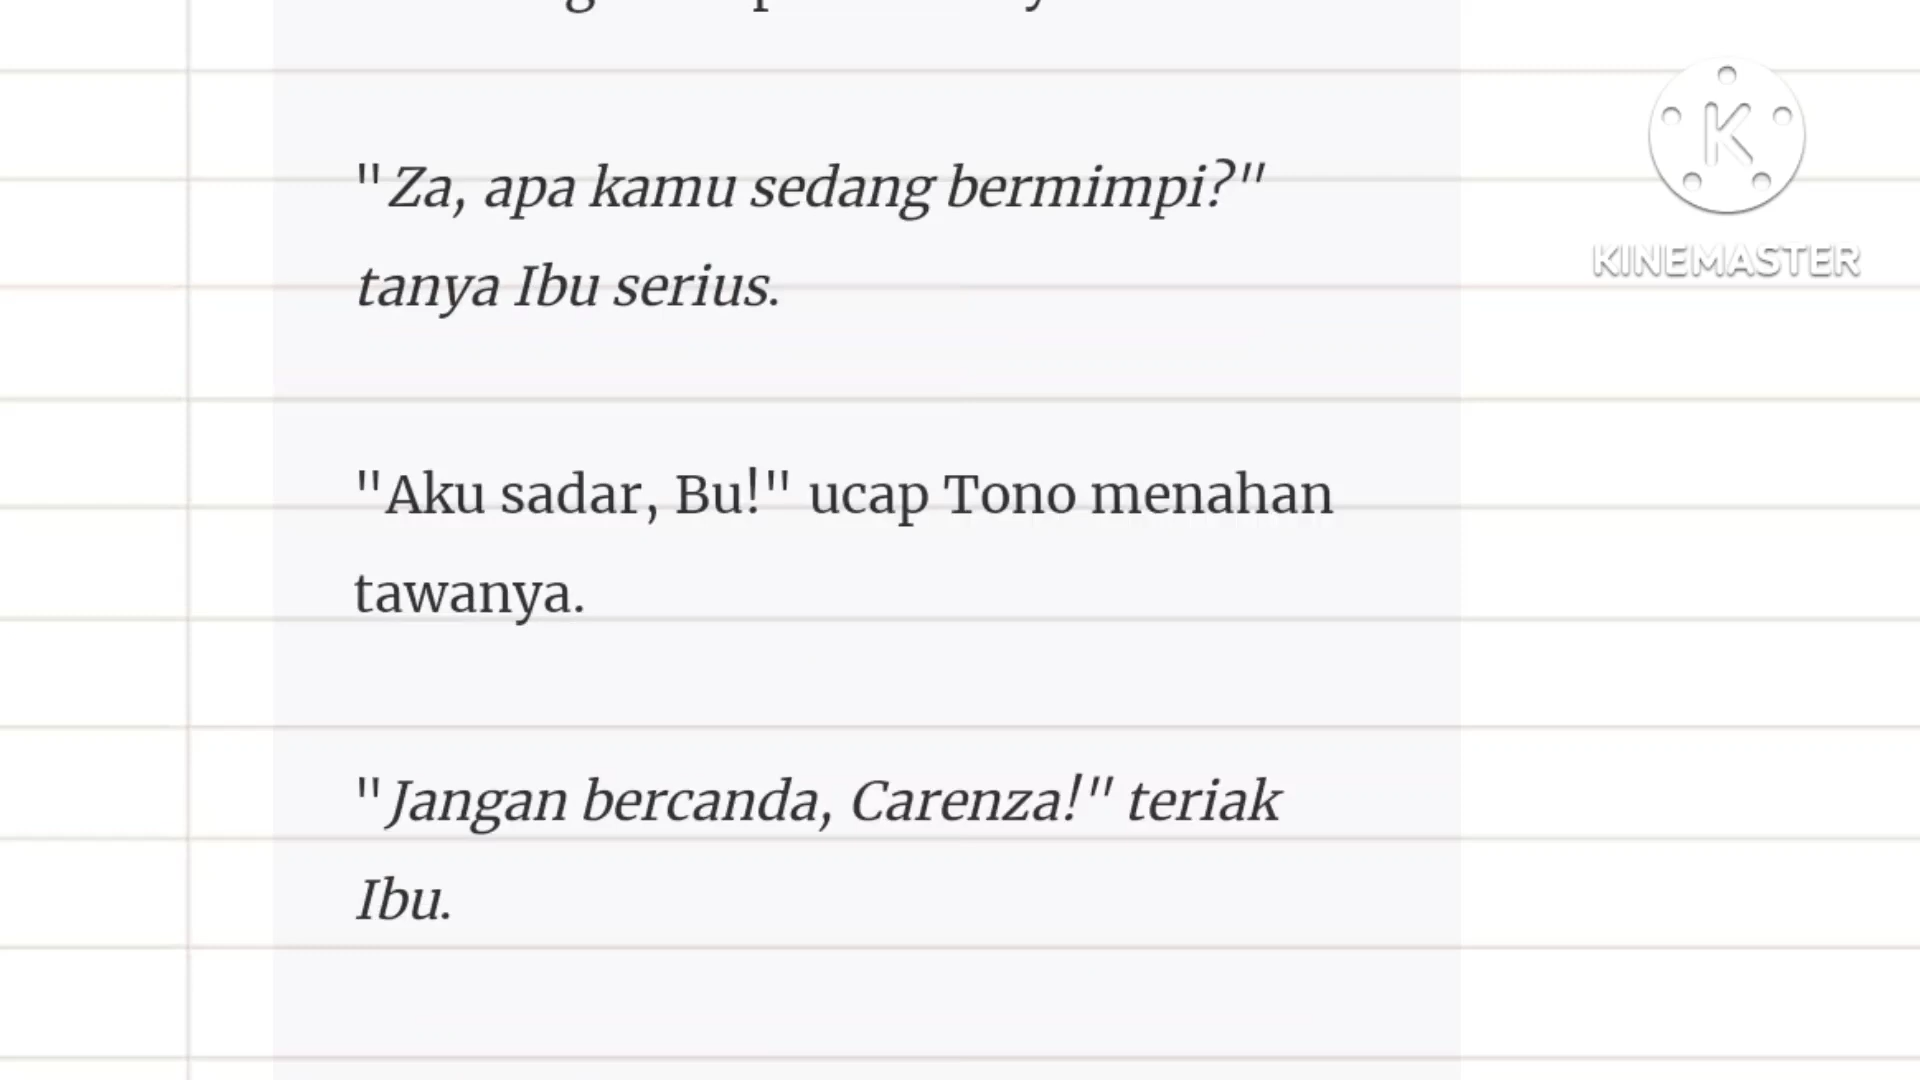 "Za, apa kamu sedang bermimpi?"
tanya Ibu serius.
"Aku sadar, Bu!" ucap Tono menahan
tawanya.
"Jangan bercanda, Carenza!" teriak
Ibu.
K
KINEMASTER